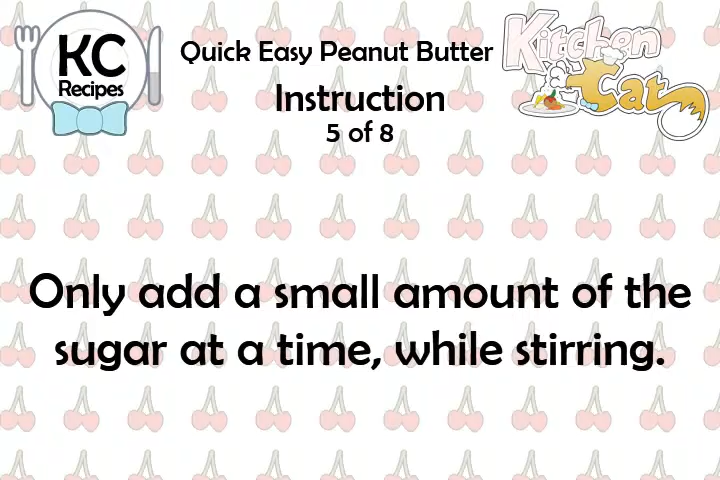 KC
Recipes
Quick Easy Peanut Butter
Instruction
5 of 8
Kitchen
Cat
Only add a small amount of the
sugar at a time, while stirring.